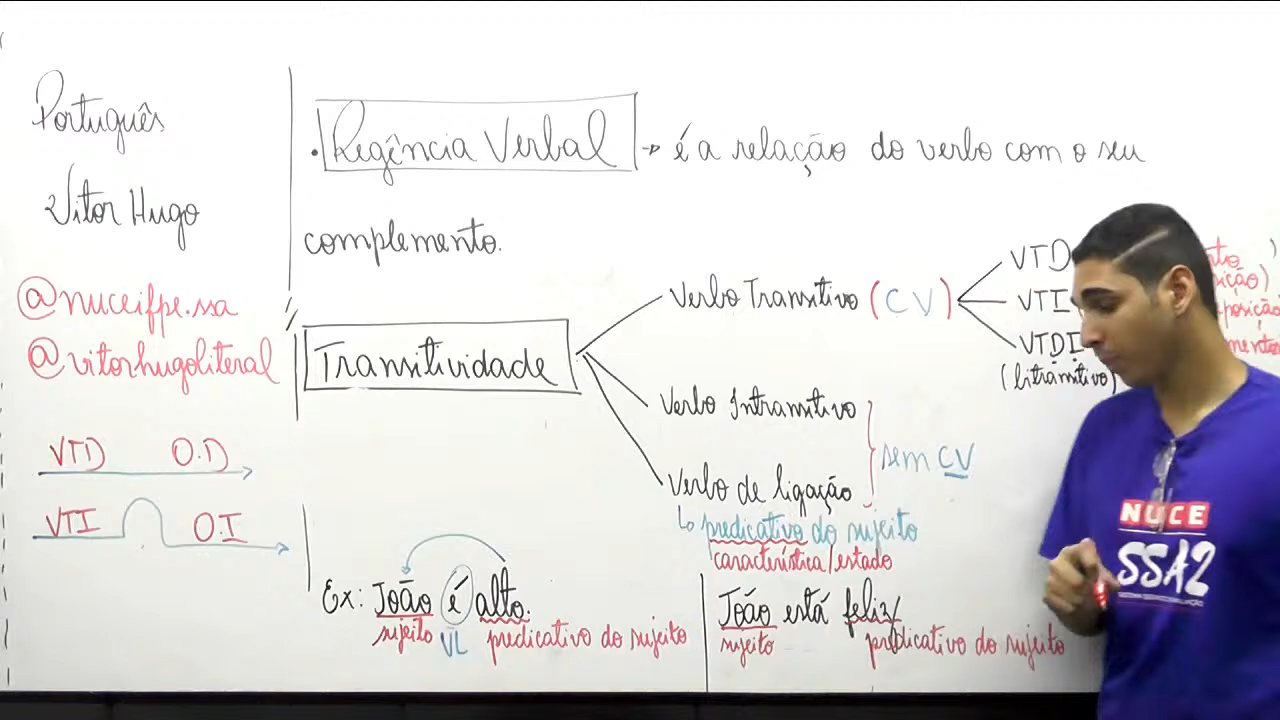 Português
Vitor Hugo
@nuceifpe.ssa
@vitorhugoliteral
VTD O.D
VTI O.I
. Regência Verbal → é a relação do verbo com o seu
complemento.
Transitividade
Verbo Transitivo (CV)
VTD
VTI
VTDI
(bitransitivo)
Verbo Intransitivo
Verbo de ligação
sem CV
predicativo do sujeito
característica/estado
Ex: João é alto.
sujeito VL predicativo do sujeito
João está feliz
sujeito predicativo do sujeito
NUCE
SSA2